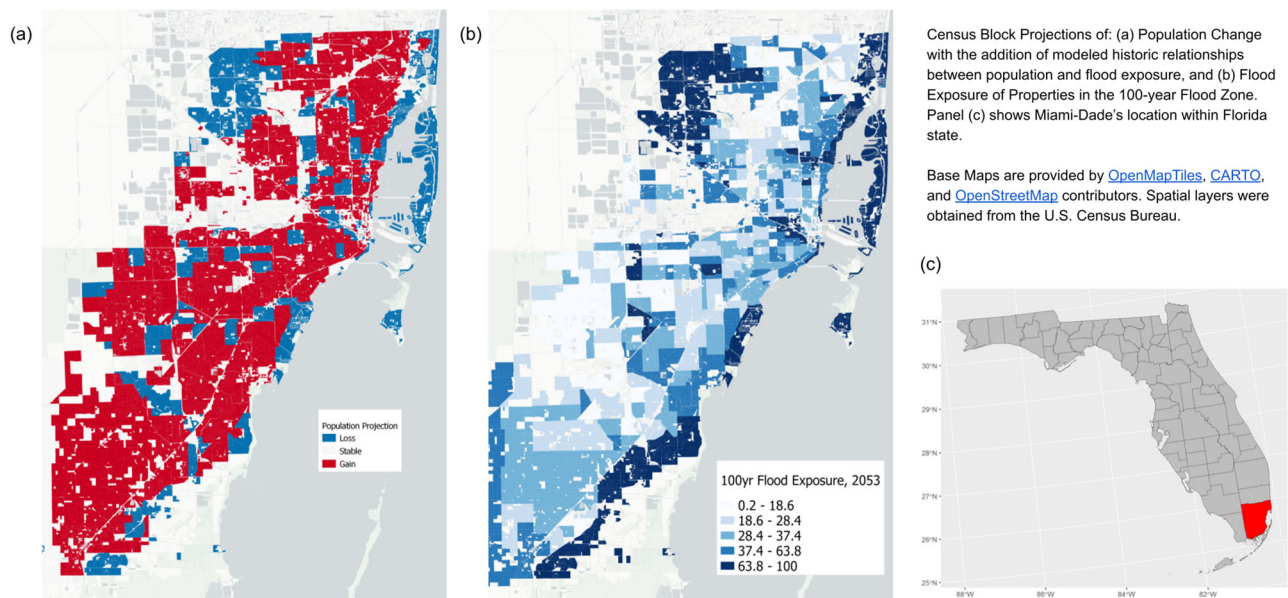 (a)
(b)
Census Block Projections of: (a) Population Change
with the addition of modeled historic relationships
between population and flood exposure, and (b) Flood
Exposure of Properties in the 100-year Flood Zone.
Panel (c) shows Miami-Dade's location within Florida
state.
Base Maps are provided by OpenMapTiles, CARTO,
and OpenStreetMap contributors. Spatial layers were
obtained from the U.S. Census Bureau.
Population Projection
Loss
Stable
Gain
100yr Flood Exposure, 2053
0.2 - 18.6
18.6 - 28.4
28.4 - 37.4
37.4 - 63.8
63.8 - 100
(c)
31°N
30°N
29°N
28°N
27°N
26°N
25°N
88°W
86°W
84°W
82°W